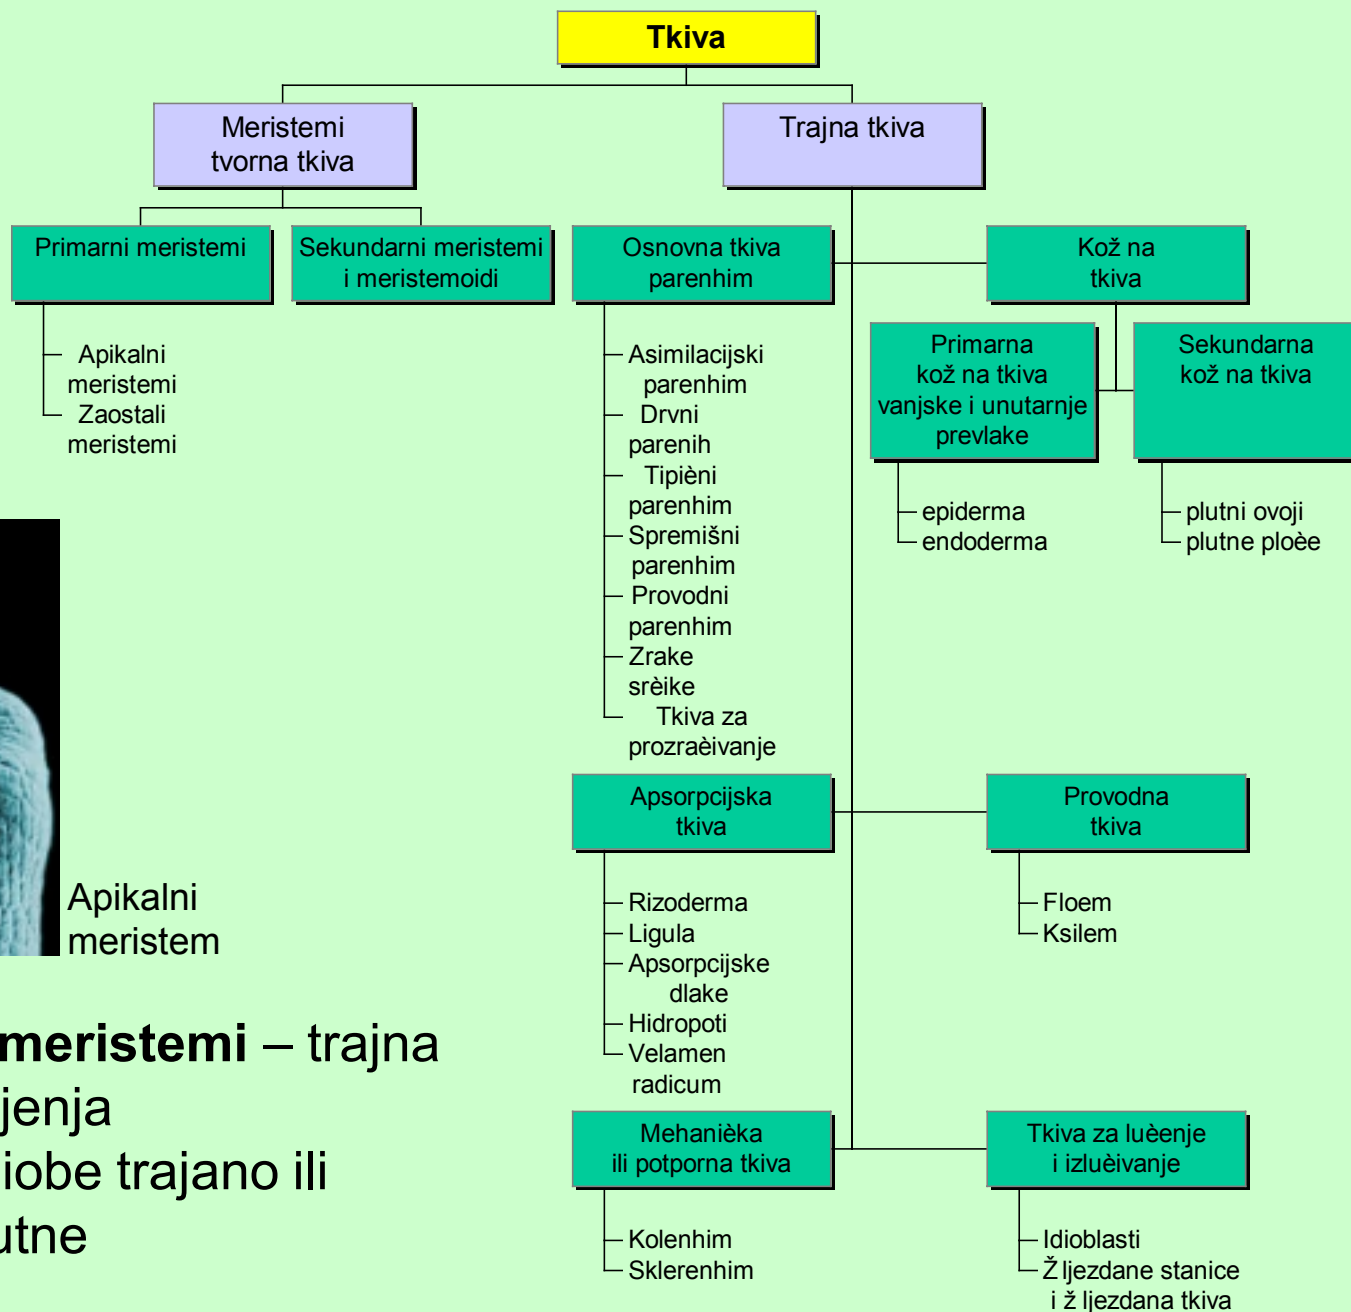 Tkiva
Meristemi
tvorna tkiva
Trajna tkiva
Primarni meristemi
Sekundarni meristemi
i meristemoidi
Osnovna tkiva
parenhim
Kož na
tkiva
Apikalni
meristemi
Zaostali
meristemi
Asimilacijski
parenhim
Drvni
parenih
Tipièni
parenhim
Spremišni
parenhim
Provodni
parenhim
Zrake
srèike
Tkiva za
prozraèivanje
Primarna
kož na tkiva
vanjske i unutarnje
prevlake
Sekundarna
kož na tkiva
epiderma
endoderma
plutni ovoji
plutne ploèe
Apsorpcijska
tkiva
Provodna
tkiva
Rizoderma
Ligula
Apsorpcijske
dlake
Hidropoti
Velamen
radicum
Floem
Ksilem
Mehanièka
ili potporna tkiva
Tkiva za luèenje
i izluèivanje
Kolenhim
Sklerenhim
Idioblasti
Ž ljezdane stanice
i ž ljezdana tkiva
Apikalni
meristem
meristemi – trajna
jenja
iobe trajano ili
utne